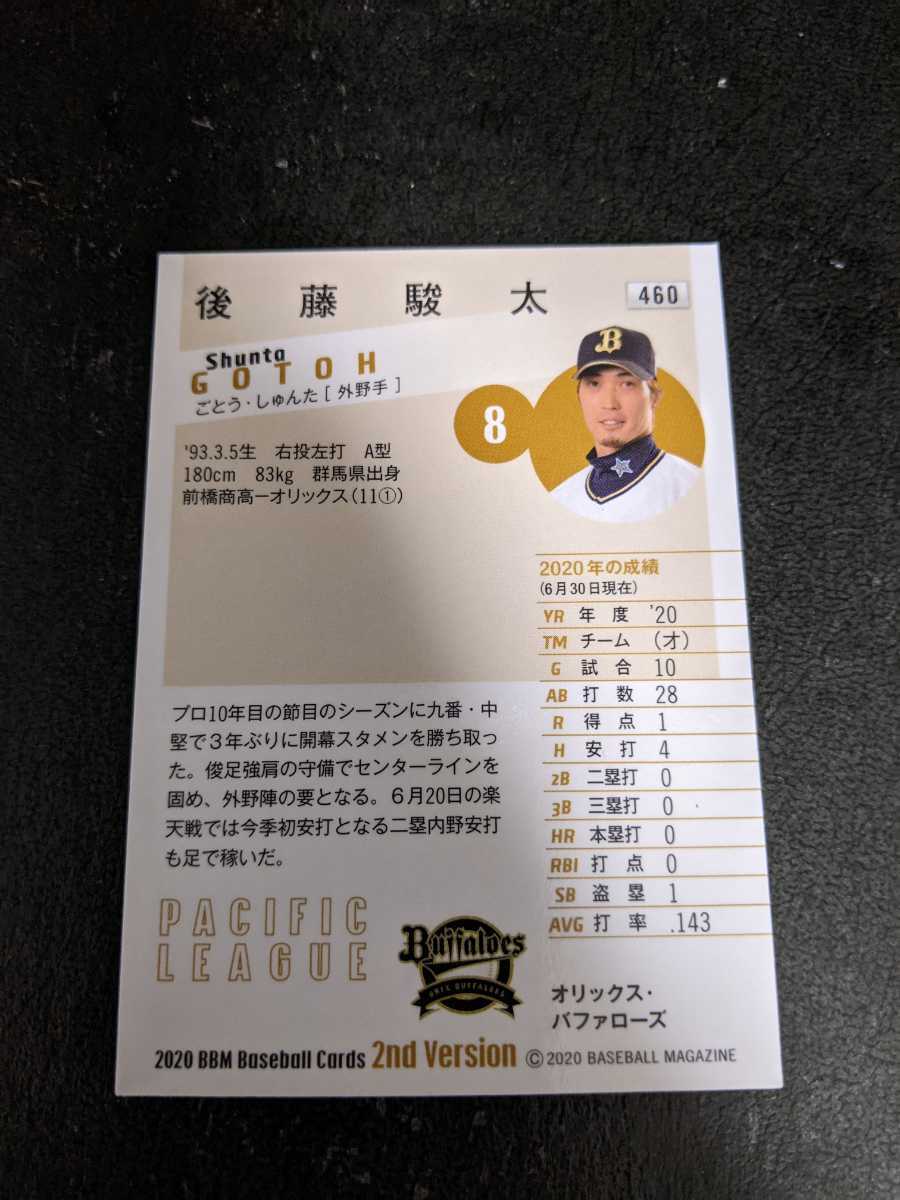 後藤駿太
460
Shunta
GOTOH
ごとう・しゅんた[外野手]
8
B
'93.3.5生 右投左打 A型
180cm 83kg 群馬県出身
前橋商高ーオリックス(11①)
2020年の成績
(6月30日現在)
YR 年度 '20
TM チーム (オ)
G 試合 10
AB 打数 28
R 得点 1
H 安打 4
2B 二塁打 0
3B 三塁打 0
HR 本塁打 0
RBI 打点 0
SB 盗塁 1
AVG 打率 .143
プロ10年目の節目のシーズンに九番・中
堅で3年ぶりに開幕スタメンを勝ち取っ
た。俊足強肩の守備でセンターラインを
固め、外野陣の要となる。6月20日の楽
天戦では今季初安打となる二塁内野安打
も足で稼いだ。
PACIFIC
LEAGUE
Buffaloes
ORIX BUFFALOES
オリックス・
バファローズ
2020 BBM Baseball Cards 2nd Version © 2020 BASEBALL MAGAZINE